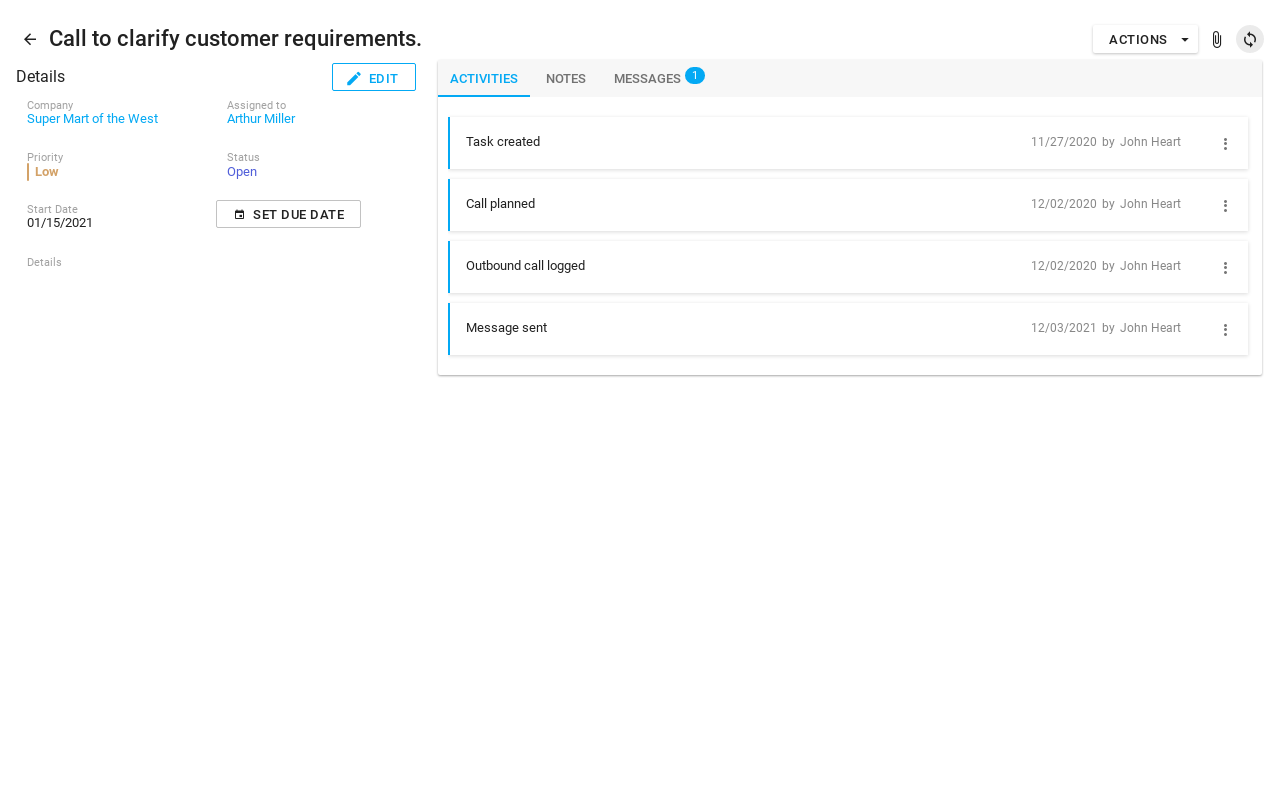 Call to clarify customer requirements.
ACTIONS
Details
EDIT
Company
Super Mart of the West
Assigned to
Arthur Miller
Priority
Low
Status
Open
Start Date
01/15/2021
SET DUE DATE
Details
ACTIVITIES NOTES MESSAGES 1
Task created 11/27/2020 by John Heart
Call planned 12/02/2020 by John Heart
Outbound call logged 12/02/2020 by John Heart
Message sent 12/03/2021 by John Heart